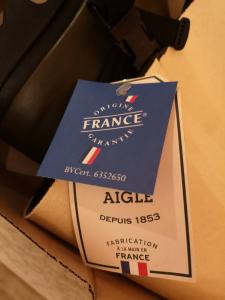 ORIGINE
FRANCE®
GARANTIE
BVCert. 6352650
AIGLE
DEPUIS 1853
FABRICATION
À LA MAIN EN
FRANCE